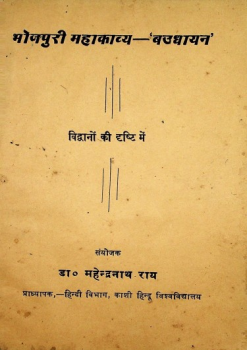 भोजपुरी महाकाव्य—'बउधायन'
विद्वानों की दृष्टि में
संयोजक
डा० महेन्द्रनाथ राय
प्राध्यापक,—हिन्दी विभाग, काशी हिन्दू विश्वविद्यालय